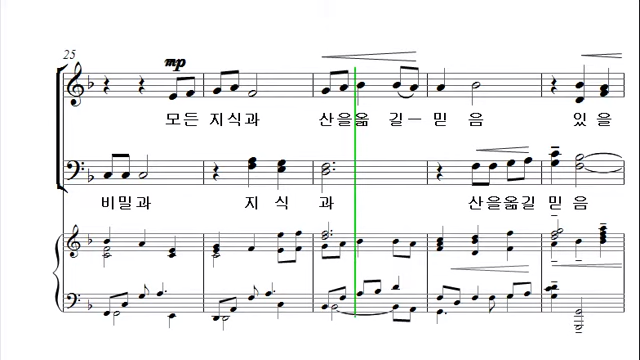 25
mp
모든 지식과 산을옮 길ㅡ 믿 음 있 을
비밀과 지 식 과 산을옮길 믿 음